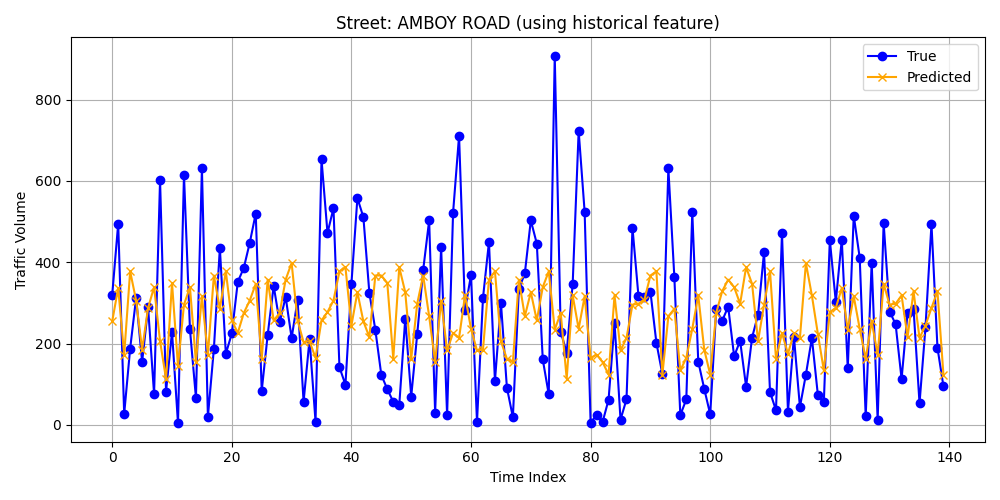 Street: AMBOY ROAD (using historical feature)
True
Predicted
Traffic Volume
800
600
400
200
0
0 20 40 60 80 100 120 140
Time Index